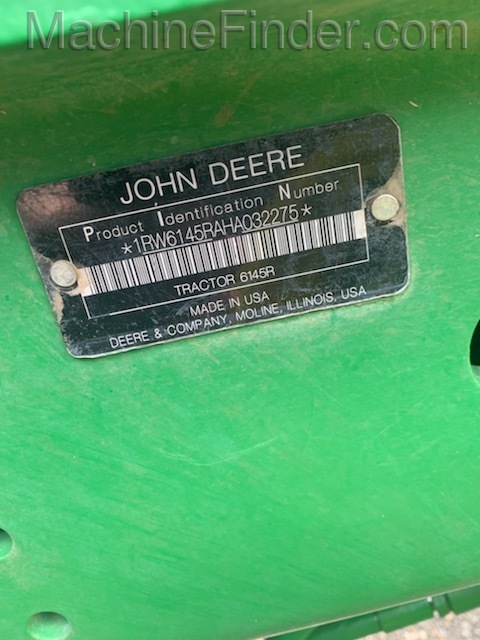 MachineFinder.com
JOHN DEERE
Product Identification Number
*1RW6145RAHA032275*
TRACTOR 6145R
MADE IN USA
DEERE & COMPANY, MOLINE, ILLINOIS, USA